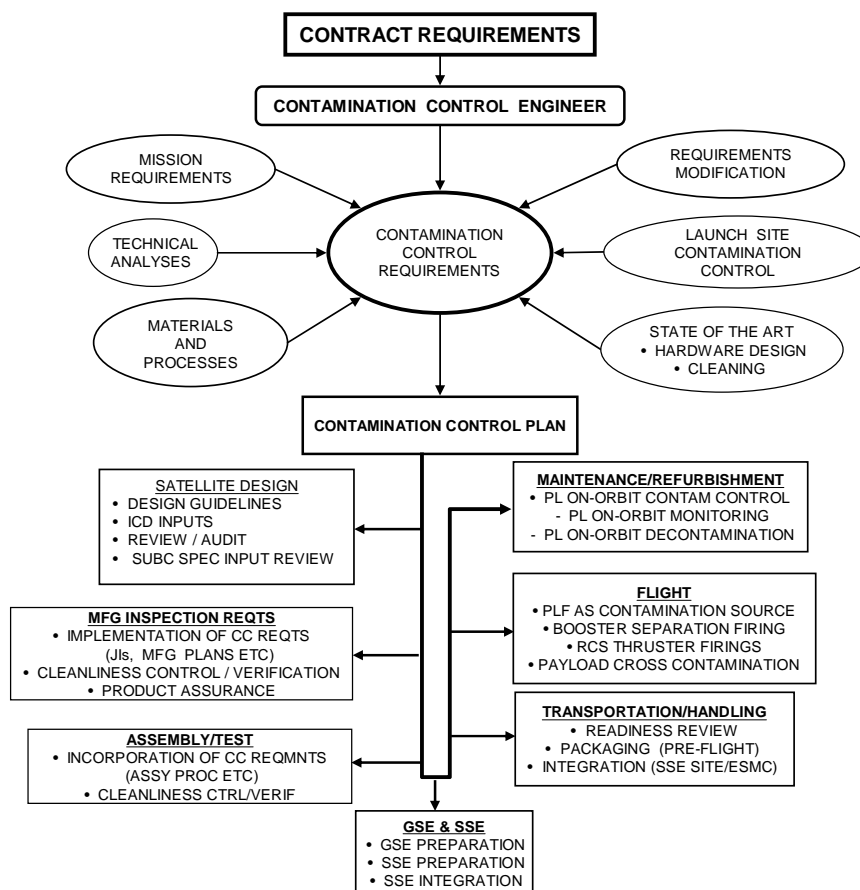 CONTRACT REQUIREMENTS
CONTAMINATION CONTROL ENGINEER
MISSION
REQUIREMENTS
REQUIREMENTS
MODIFICATION
TECHNICAL
ANALYSES
CONTAMINATION
CONTROL
REQUIREMENTS
LAUNCH SITE
CONTAMINATION
CONTROL
MATERIALS
AND
PROCESSES
STATE OF THE ART
• HARDWARE DESIGN
• CLEANING
CONTAMINATION CONTROL PLAN
SATELLITE DESIGN
• DESIGN GUIDELINES
• ICD INPUTS
• REVIEW / AUDIT
• SUBC SPEC INPUT REVIEW
MAINTENANCE/REFURBISHMENT
• PL ON-ORBIT CONTAM CONTROL
- PL ON-ORBIT MONITORING
- PL ON-ORBIT DECONTAMINATION
MFG INSPECTION REQTS
• IMPLEMENTATION OF CC REQTS
(JIs, MFG PLANS ETC)
• CLEANLINESS CONTROL / VERIFICATION
• PRODUCT ASSURANCE
FLIGHT
• PLF AS CONTAMINATION SOURCE
• BOOSTER SEPARATION FIRING
• RCS THRUSTER FIRINGS
• PAYLOAD CROSS CONTAMINATION
ASSEMBLY/TEST
• INCORPORATION OF CC REQMNTS
(ASSY PROC ETC)
• CLEANLINESS CTRL/VERIF
TRANSPORTATION/HANDLING
• READINESS REVIEW
• PACKAGING (PRE-FLIGHT)
• INTEGRATION (SSE SITE/ESMC)
GSE & SSE
• GSE PREPARATION
• SSE PREPARATION
• SSE INTEGRATION